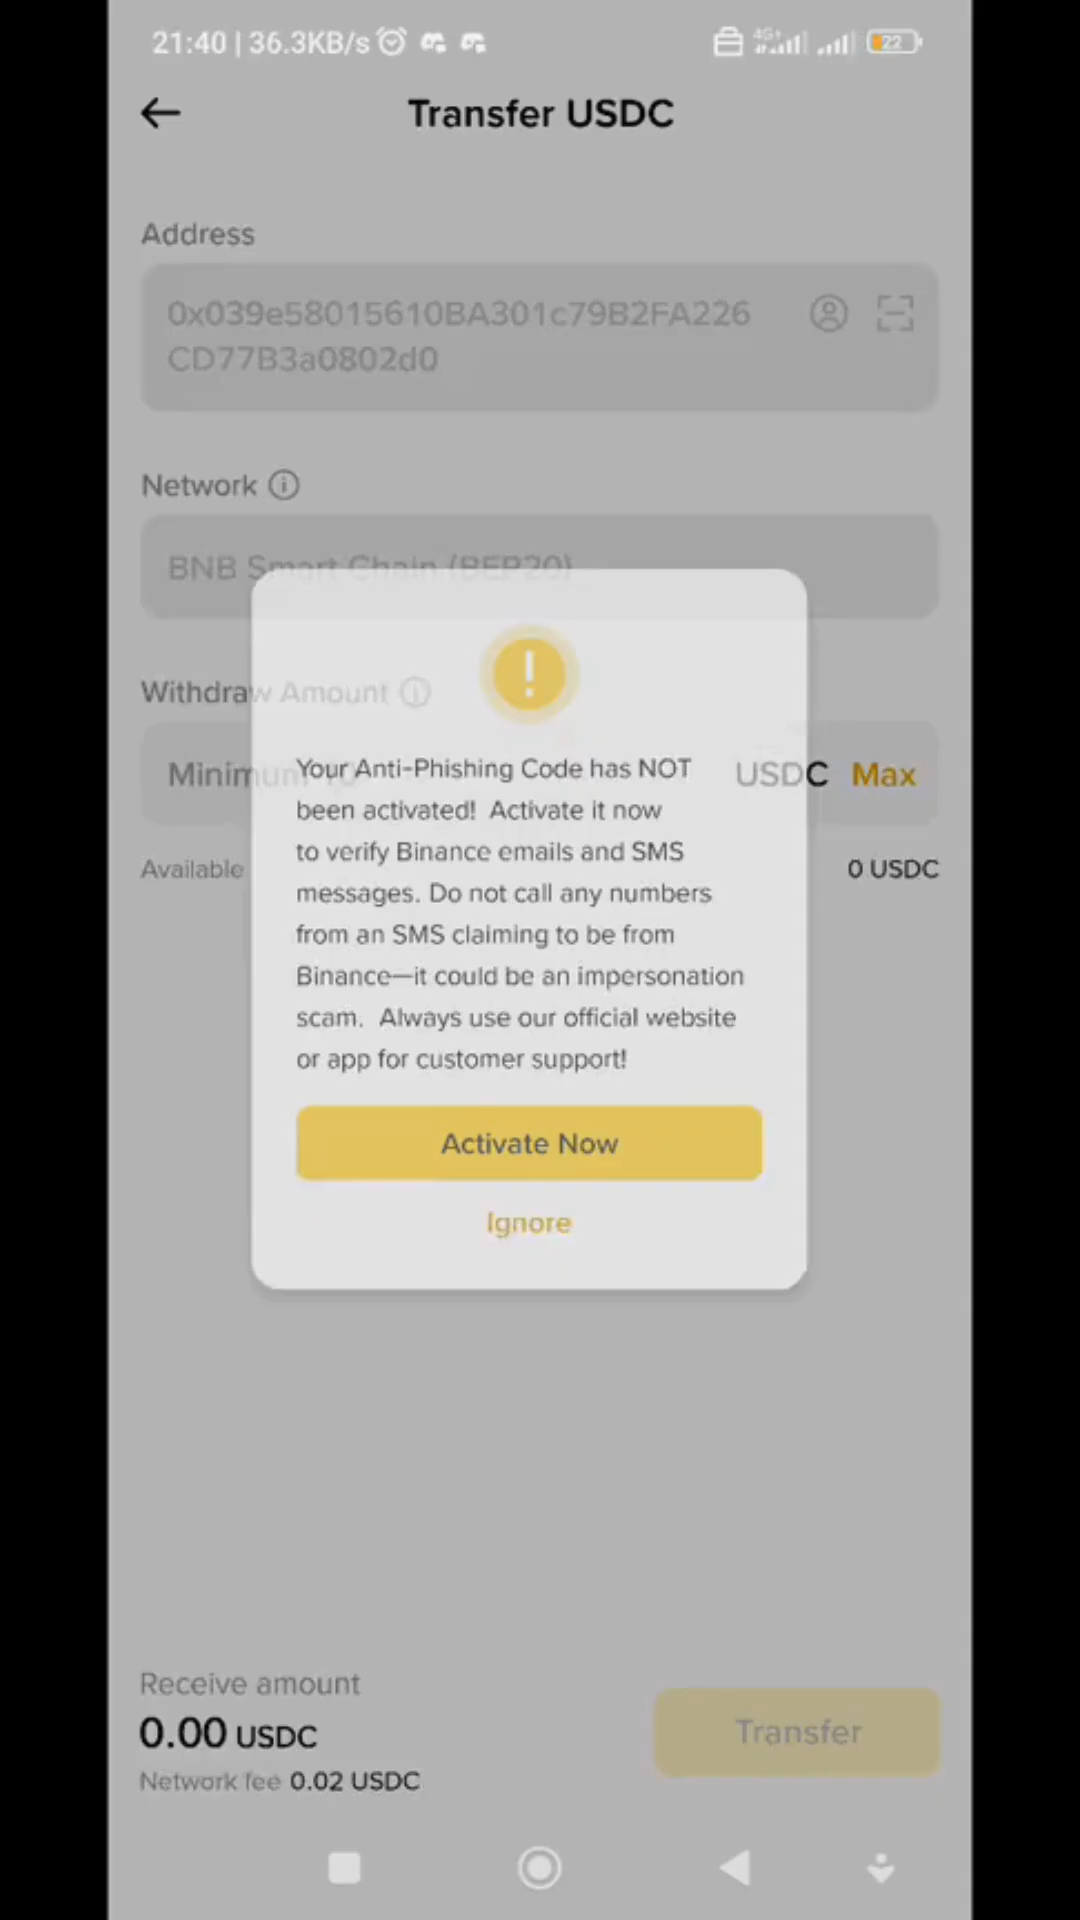 21:40 | 36.3KB/s
4G+
22
Transfer USDC
Address
0x039e58015610BA301c79B2FA226
CD77B3a0802d0
Network
BNB Smart Chain (BEP20)
Withdraw Amount
Minimum 10 USDC Max
Available 0 USDC
Your Anti-Phishing Code has NOT
been activated! Activate it now
to verify Binance emails and SMS
messages. Do not call any numbers
from an SMS claiming to be from
Binance—it could be an impersonation
scam. Always use our official website
or app for customer support!
Activate Now
Ignore
Receive amount
0.00 USDC
Network fee 0.02 USDC
Transfer